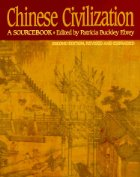 Chinese Civilization
A SOURCEBOOK • Edited by Patricia Buckley Ebrey
SECOND EDITION, REVISED AND EXPANDED